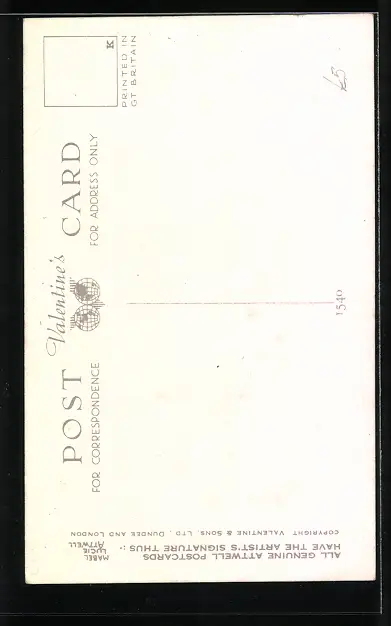 ALL GENUINE ATTWELL POSTCARDS
HAVE THE ARTIST'S SIGNATURE THUS :-
MABEL
LUCIE
ATTWELL
COPYRIGHT VALENTINE & SONS, LTD., DUNDEE AND LONDON
POST Valentine's CARD
FOR CORRESPONDENCE
FOR ADDRESS ONLY
K
PRINTED IN
GT BRITAIN
1540